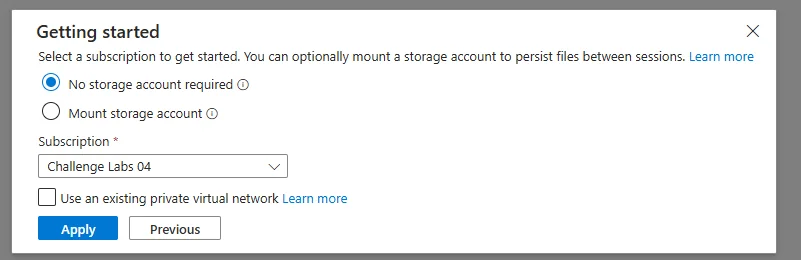 Getting started
Select a subscription to get started. You can optionally mount a storage account to persist files between sessions. Learn more
No storage account required
Mount storage account
Subscription *
Challenge Labs 04
Use an existing private virtual network Learn more
Apply Previous